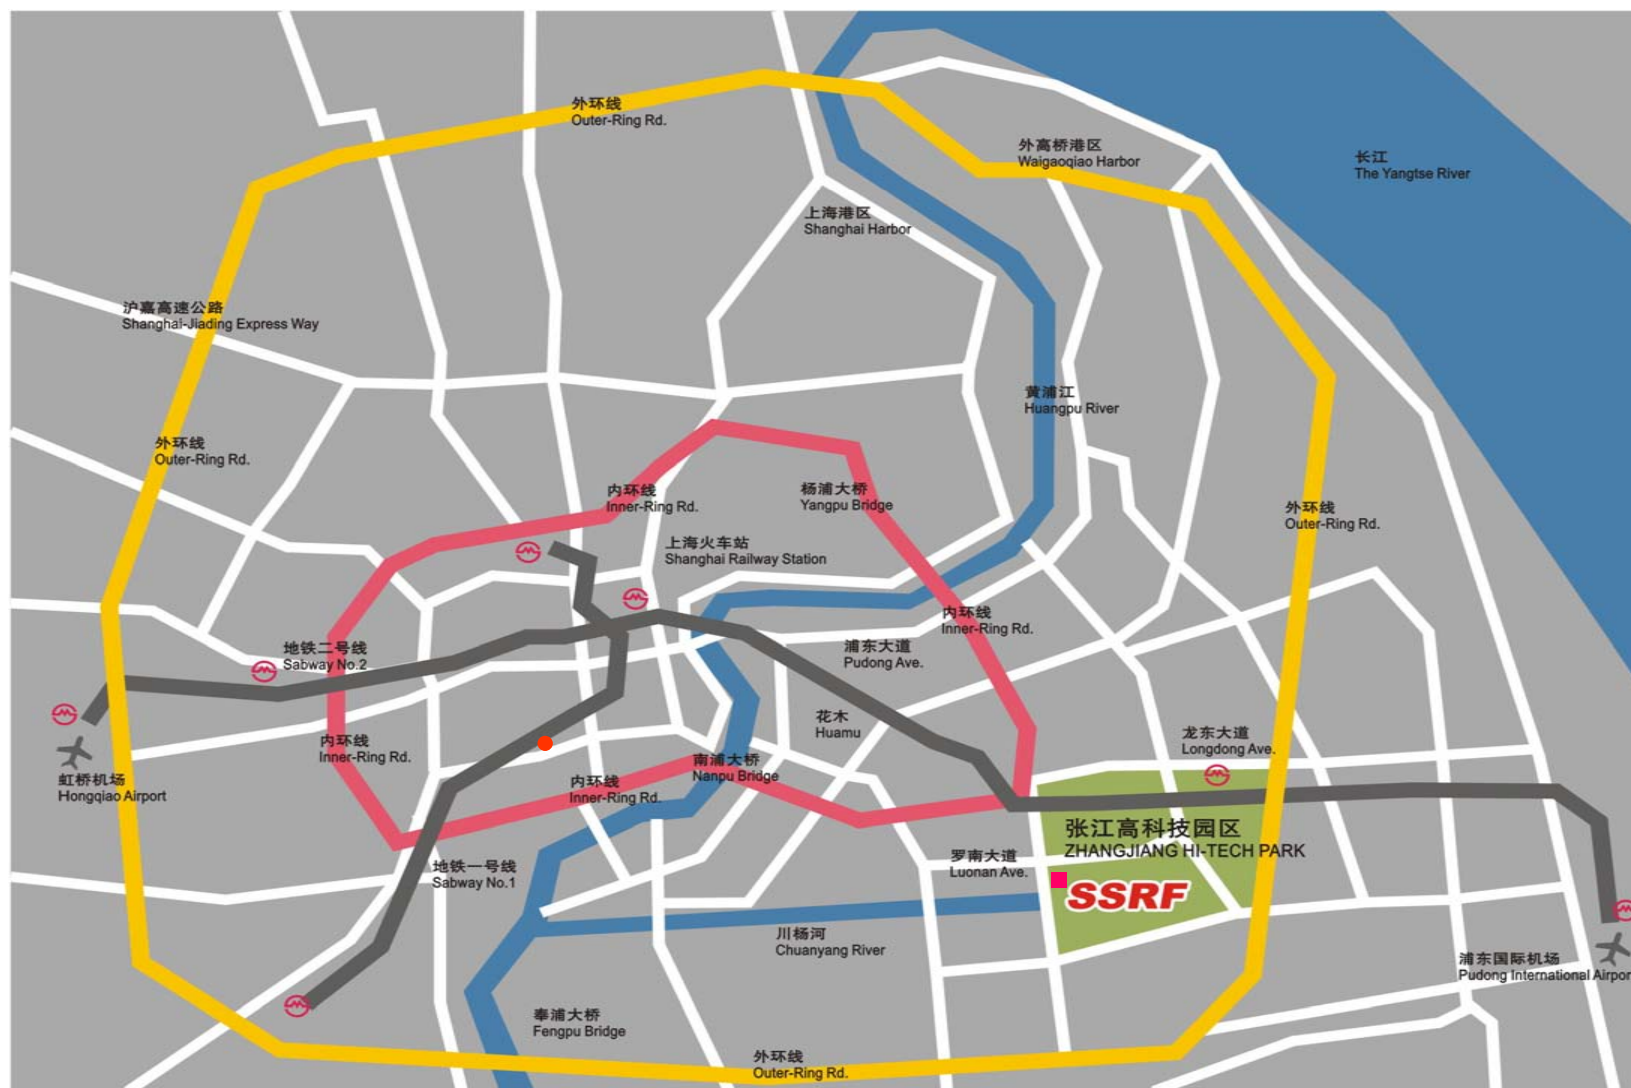 外环线
Outer-Ring Rd.
外高桥港区
Waigaoqiao Harbor
长江
The Yangtse River
上海港区
Shanghai Harbor
沪嘉高速公路
Shanghai-Jiading Express Way
黄浦江
Huangpu River
外环线
Outer-Ring Rd.
内环线
Inner-Ring Rd.
杨浦大桥
Yangpu Bridge
外环线
Outer-Ring Rd.
上海火车站
Shanghai Railway Station
内环线
Inner-Ring Rd.
地铁二号线
Sabway No.2
浦东大道
Pudong Ave.
花木
Huamu
龙东大道
Longdong Ave.
内环线
Inner-Ring Rd.
南浦大桥
Nanpu Bridge
虹桥机场
Hongqiao Airport
内环线
Inner-Ring Rd.
张江高科技园区
ZHANGJIANG HI-TECH PARK
罗南大道
Luonan Ave.
地铁一号线
Sabway No.1
SSRF
川杨河
Chuanyang River
浦东国际机场
Pudong International Airport
奉浦大桥
Fengpu Bridge
外环线
Outer-Ring Rd.